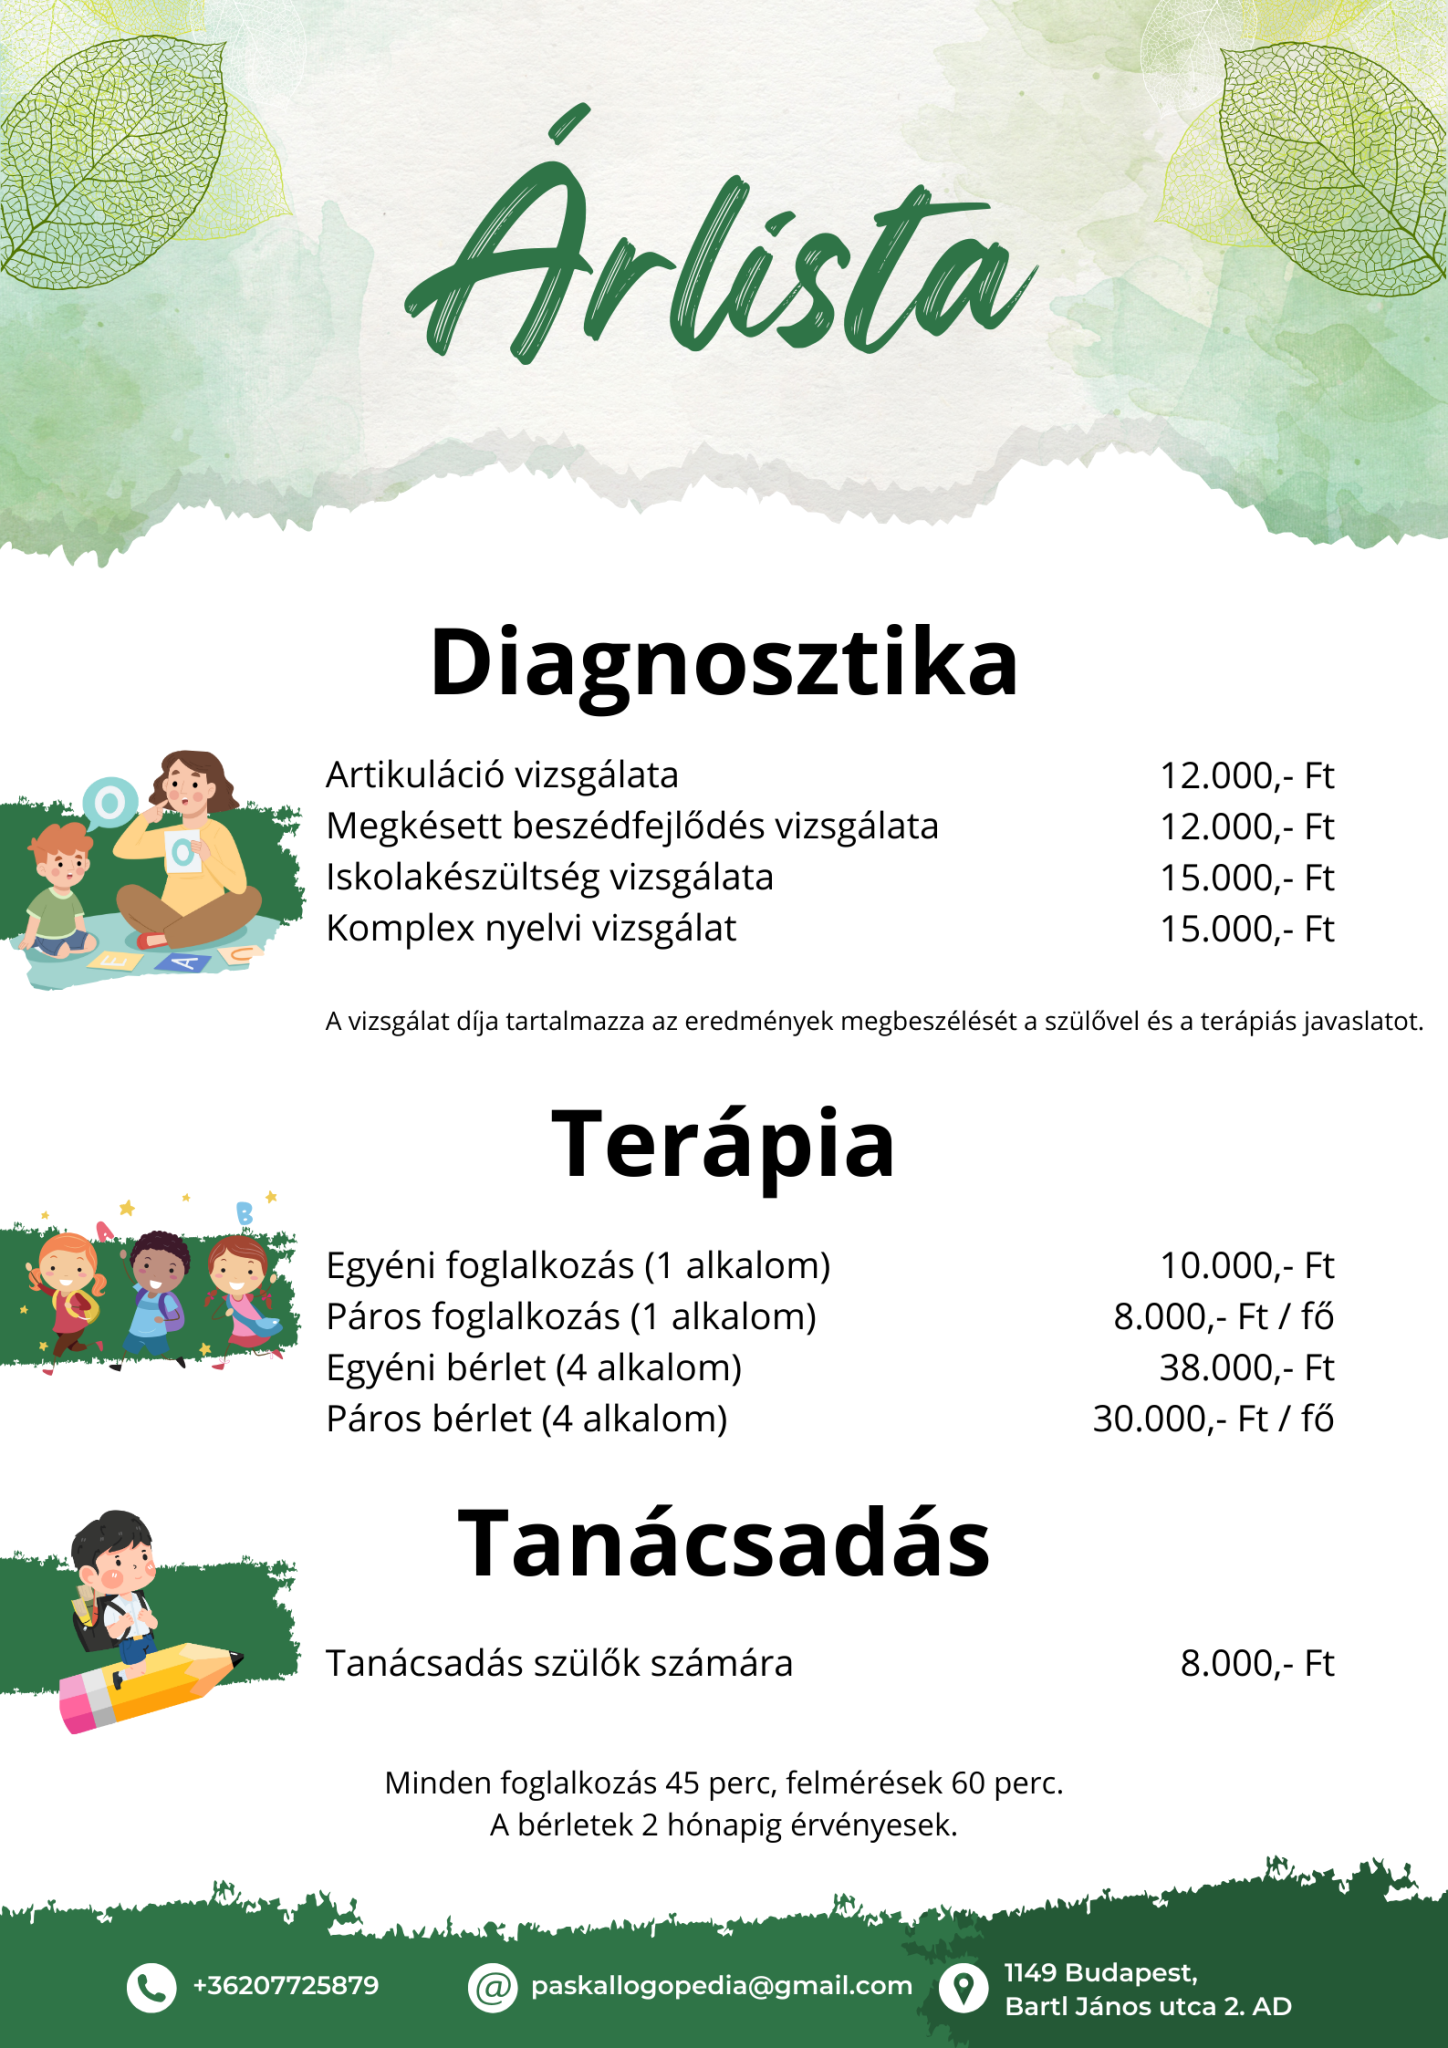 Árlista
Diagnosztika
Artikuláció vizsgálata 12.000,- Ft
Megkésett beszédfejlődés vizsgálata 12.000,- Ft
Iskolakészültség vizsgálata 15.000,- Ft
Komplex nyelvi vizsgálat 15.000,- Ft
O
O
E A C
A vizsgálat díja tartalmazza az eredmények megbeszélését a szülővel és a terápiás javaslatot.
Terápia
A B
Egyéni foglalkozás (1 alkalom) 10.000,- Ft
Páros foglalkozás (1 alkalom) 8.000,- Ft / fő
Egyéni bérlet (4 alkalom) 38.000,- Ft
Páros bérlet (4 alkalom) 30.000,- Ft / fő
Tanácsadás
Tanácsadás szülők számára 8.000,- Ft
Minden foglalkozás 45 perc, felmérések 60 perc.
A bérletek 2 hónapig érvényesek.
+36207725879
@ paskallogopedia@gmail.com
1149 Budapest,
Bartl János utca 2. AD